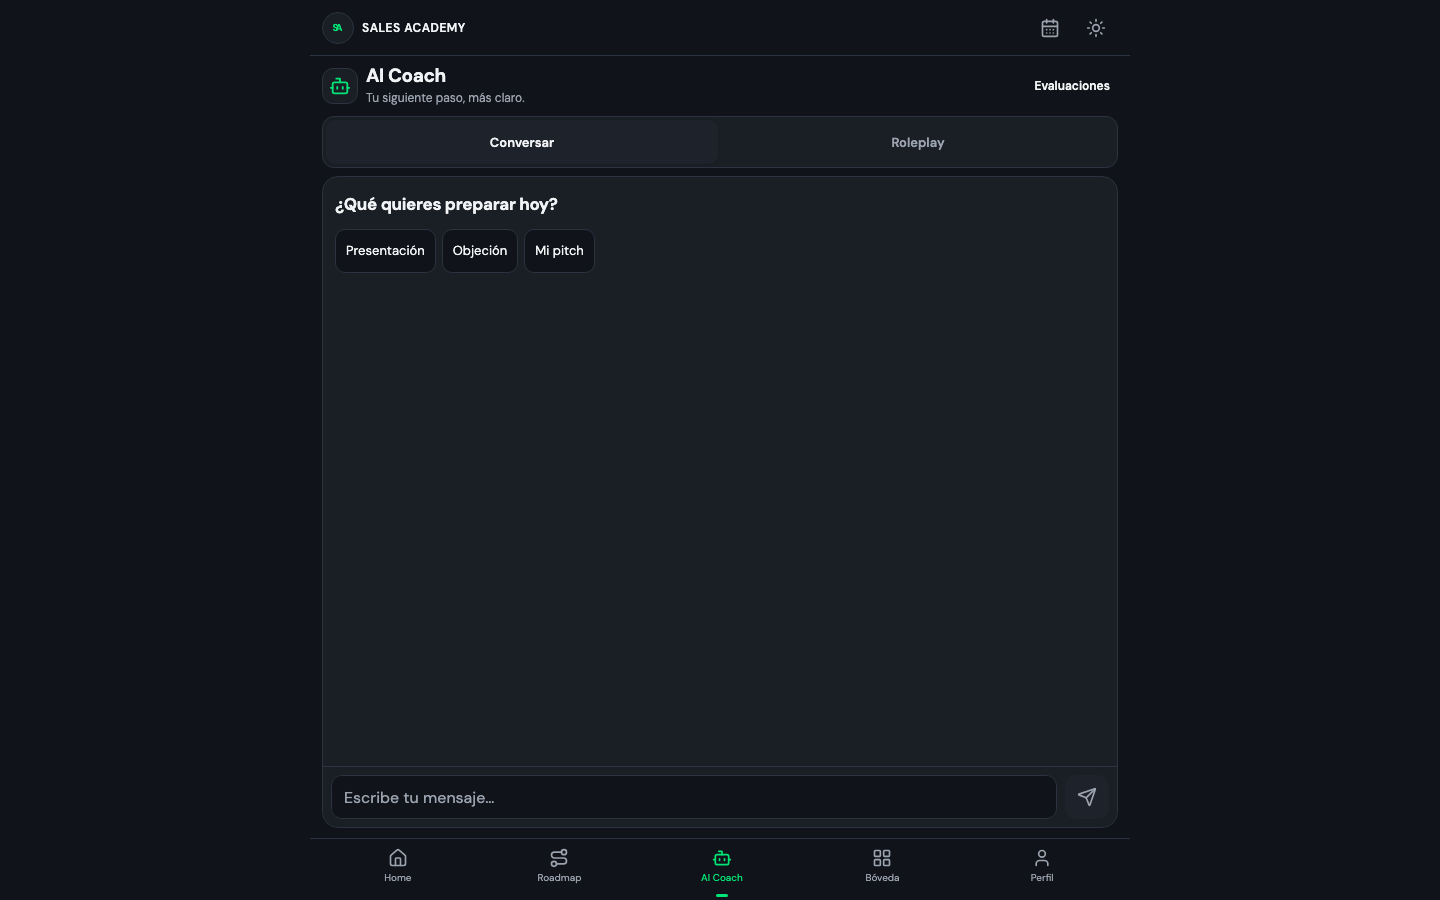 SA SALES ACADEMY
AI Coach
Tu siguiente paso, más claro.
Evaluaciones
Conversar Roleplay
¿Qué quieres preparar hoy?
Presentación Objeción Mi pitch
Escribe tu mensaje...
Home Roadmap AI Coach Bóveda Perfil